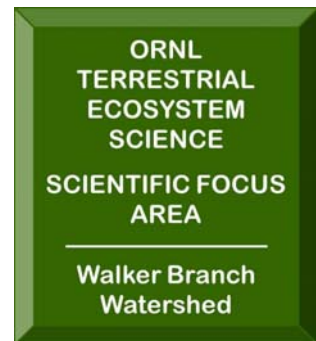 ORNL
TERRESTRIAL
ECOSYSTEM
SCIENCE
SCIENTIFIC FOCUS
AREA
Walker Branch
Watershed